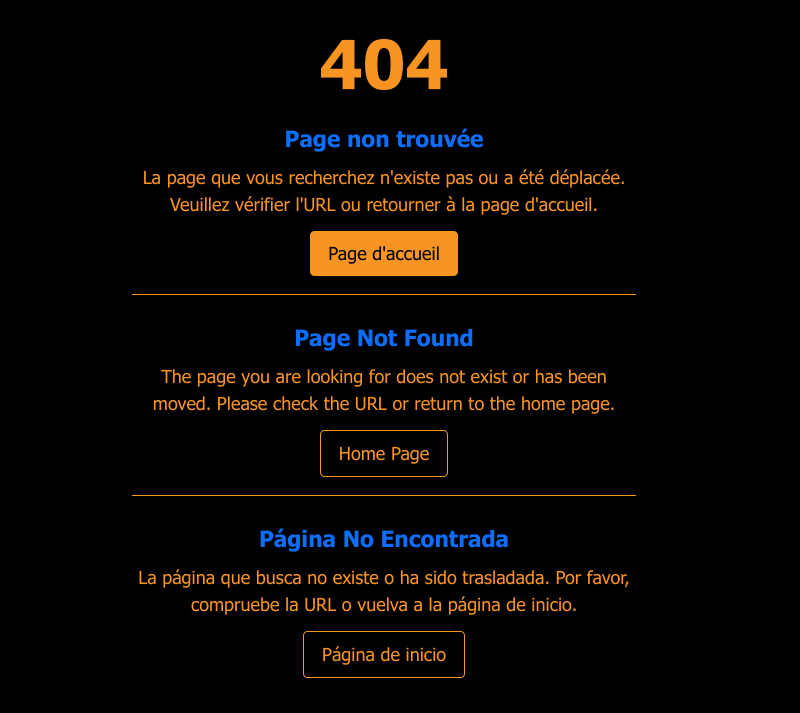 404
Page non trouvée
La page que vous recherchez n'existe pas ou a été déplacée.
Veuillez vérifier l'URL ou retourner à la page d'accueil.
Page d'accueil
Page Not Found
The page you are looking for does not exist or has been
moved. Please check the URL or return to the home page.
Home Page
Página No Encontrada
La página que busca no existe o ha sido trasladada. Por favor,
compruebe la URL o vuelva a la página de inicio.
Página de inicio